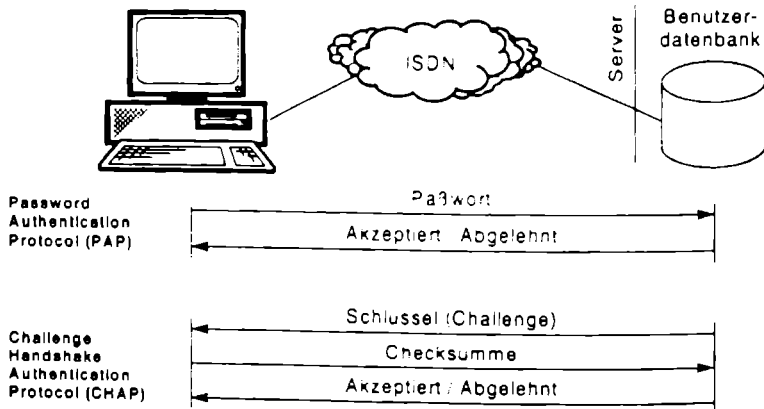 Benutzer-
datenbank
Server
ISDN
Password
Authentication
Protocol (PAP)
Paßwort
Akzeptiert / Abgelehnt
Challenge
Handshake
Authentication
Protocol (CHAP)
Schlüssel (Challenge)
Checksumme
Akzeptiert / Abgelehnt